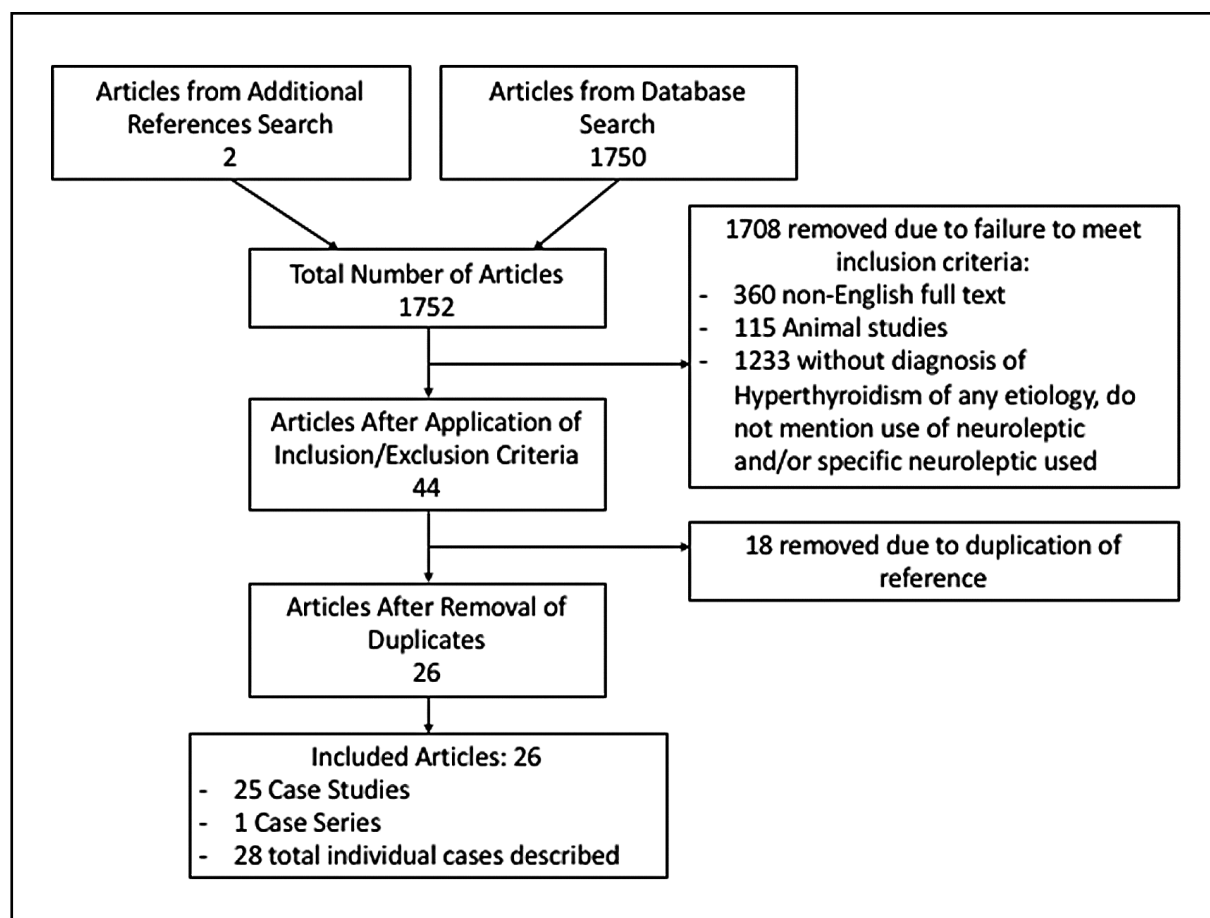 Articles from Additional
References Search
2
Articles from Database
Search
1750
Total Number of Articles
1752
1708 removed due to failure to meet
inclusion criteria:
- 360 non-English full text
- 115 Animal studies
- 1233 without diagnosis of
Hyperthyroidism of any etiology, do
not mention use of neuroleptic
and/or specific neuroleptic used
Articles After Application of
Inclusion/Exclusion Criteria
44
18 removed due to duplication of
reference
Articles After Removal of
Duplicates
26
Included Articles: 26
- 25 Case Studies
- 1 Case Series
- 28 total individual cases described